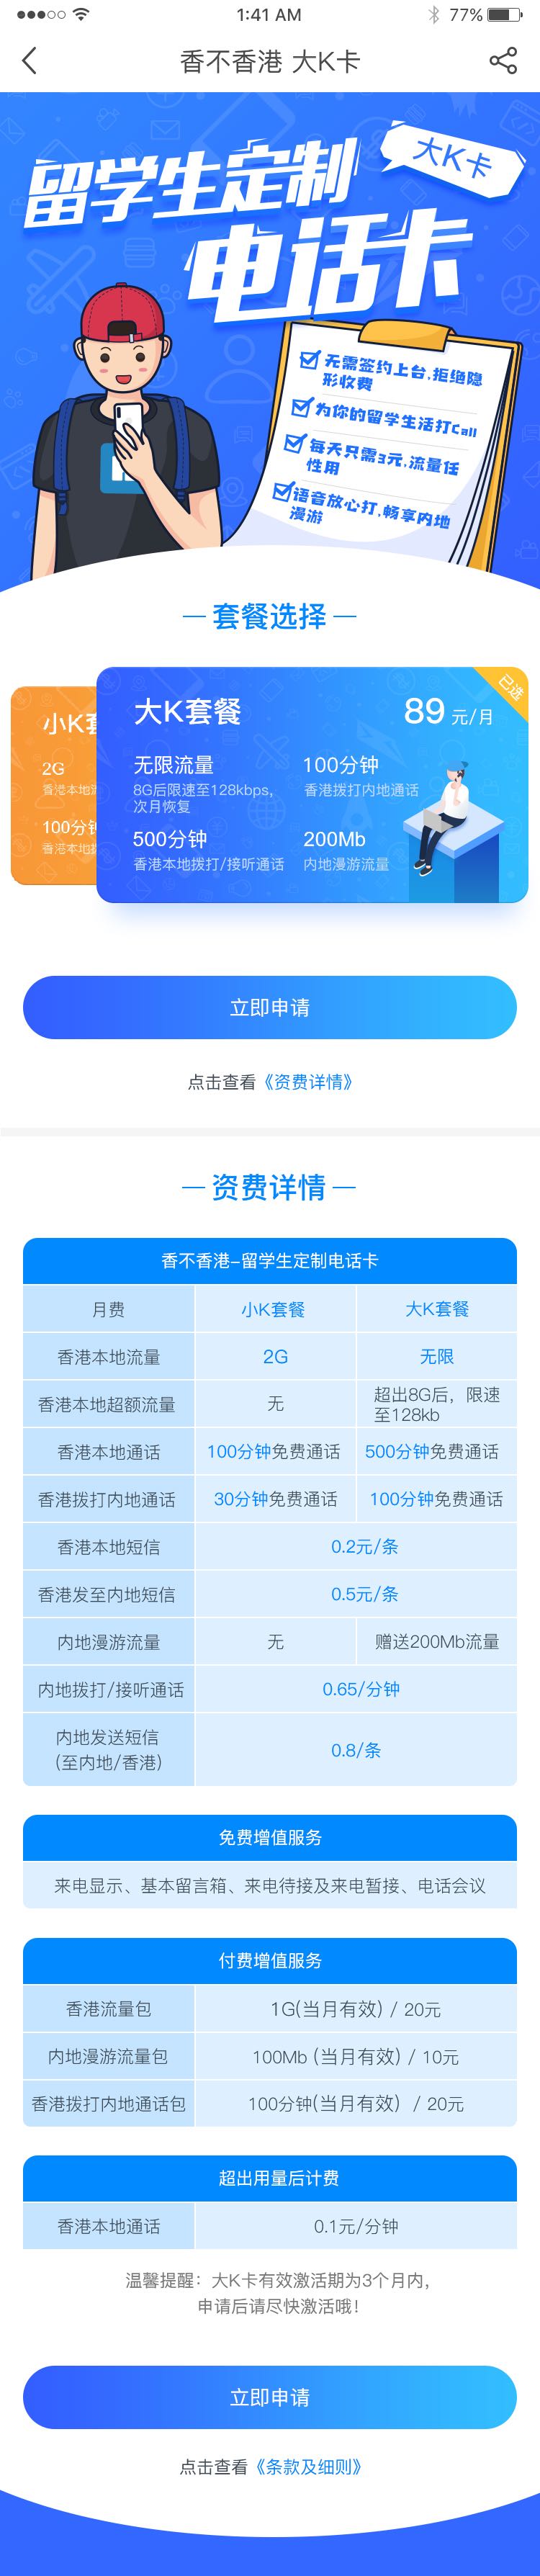 1:41 AM
77%
香不香港 大K卡
大K卡
留学生定制
电话卡
无需签约上台.拒绝隐
形收费
为你的留学生活打Call
每天只需3元.流量任
性用
语音放心打.畅享内地
漫游
套餐选择
小K套
2G
香港本地
100分钟
香港本地拨
已选
大K套餐
89 元/月
无限流量
8G后限速至128kbps,
次月恢复
100分钟
香港拨打内地通话
500分钟
香港本地拨打/接听通话
200Mb
内地漫游流量
立即申请
点击查看《资费详情》
资费详情
香不香港-留学生定制电话卡
月费 小K套餐 大K套餐
香港本地流量 2G 无限
香港本地超额流量 无 超出8G后，限速
至128kb
香港本地通话 100分钟免费通话 500分钟免费通话
香港拨打内地通话 30分钟免费通话 100分钟免费通话
香港本地短信 0.2元/条
香港发至内地短信 0.5元/条
内地漫游流量 无 赠送200Mb流量
内地拨打/接听通话 0.65/分钟
内地发送短信
(至内地/香港) 0.8/条
免费增值服务
来电显示、基本留言箱、来电待接及来电暂接、电话会议
付费增值服务
香港流量包 1G(当月有效) / 20元
内地漫游流量包 100Mb (当月有效) / 10元
香港拨打内地通话包 100分钟(当月有效) / 20元
超出用量后计费
香港本地通话 0.1元/分钟
温馨提醒：大K卡有效激活期为3个月内，
申请后请尽快激活哦！
立即申请
点击查看《条款及细则》